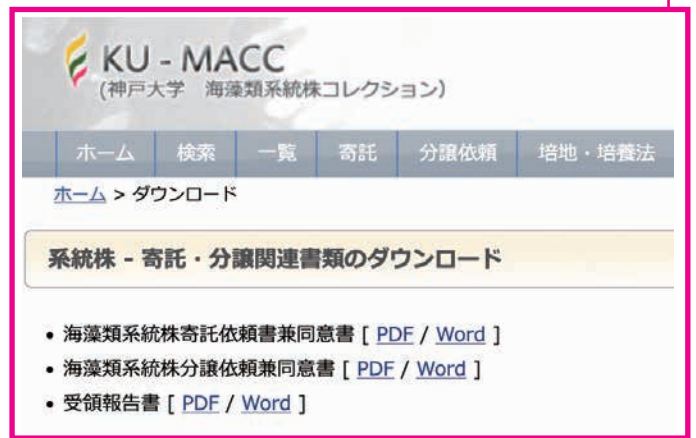 KU - MACC
(神戸大学 海藻類系統株コレクション)
ホーム 検索 一覧 寄託 分譲依頼 培地・培養法
ホーム > ダウンロード
系統株 - 寄託・分譲関連書類のダウンロード
• 海藻類系統株寄託依頼書兼同意書 [ PDF / Word ]
• 海藻類系統株分譲依頼兼同意書 [ PDF / Word ]
• 受領報告書 [ PDF / Word ]